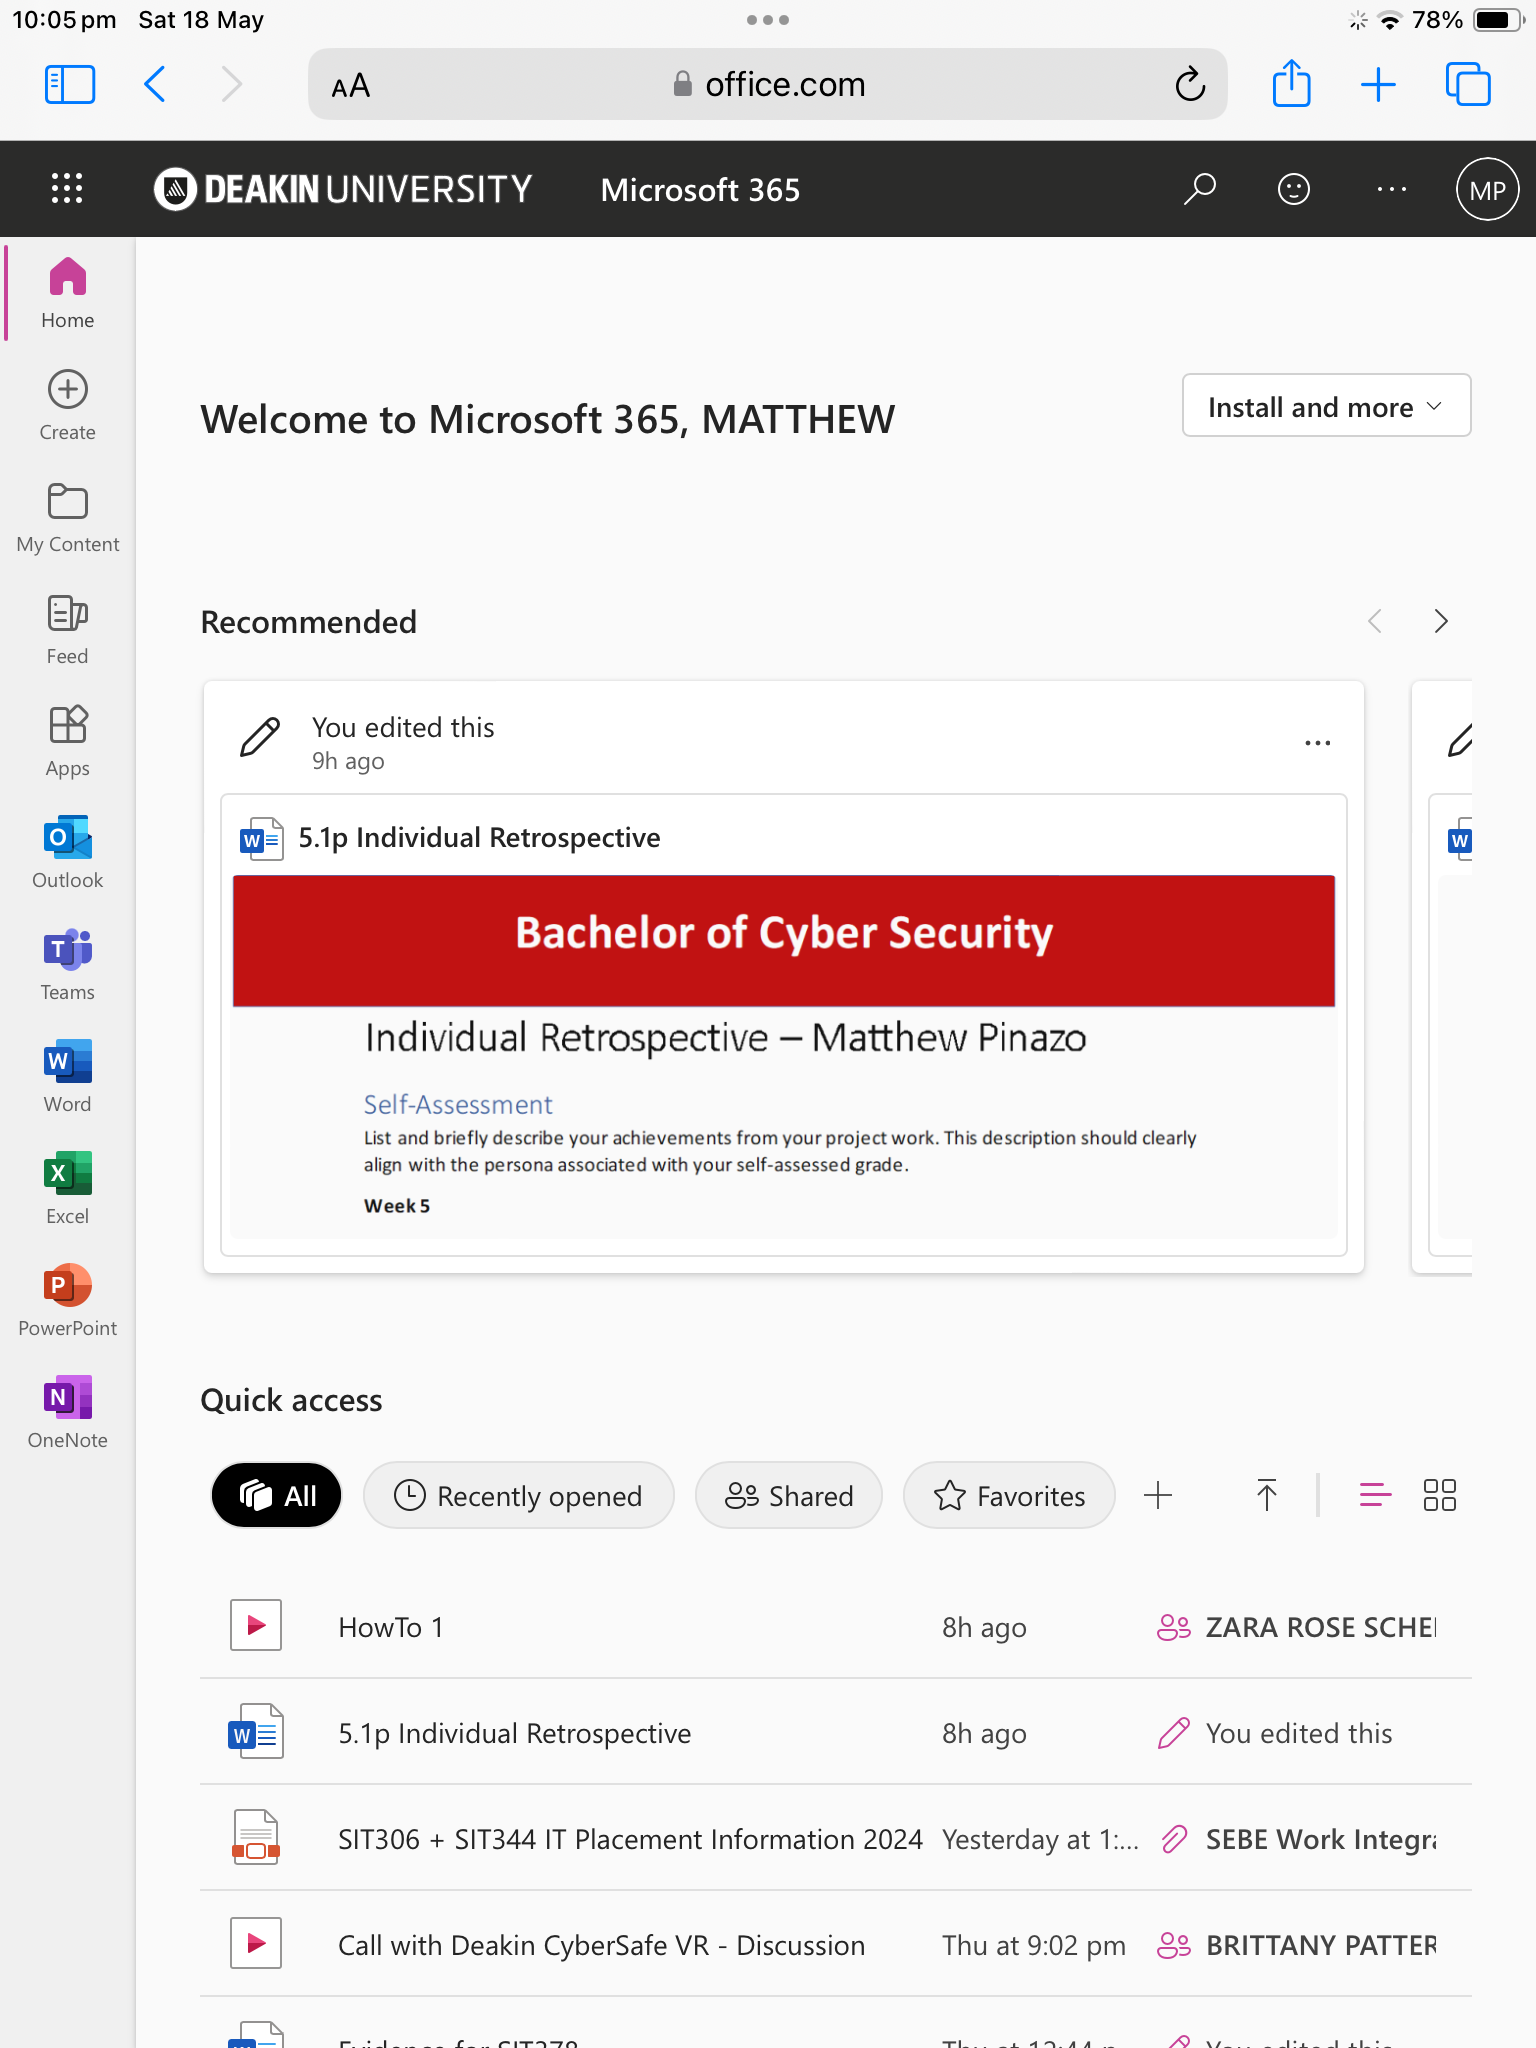 10:05 pm Sat 18 May
78%
AA office.com
DEAKIN UNIVERSITY Microsoft 365
MP
Home
Create
My Content
Feed
Apps
Outlook
Teams
Word
Excel
PowerPoint
OneNote
Welcome to Microsoft 365, MATTHEW
Install and more
Recommended
You edited this
9h ago
5.1p Individual Retrospective
Bachelor of Cyber Security
Individual Retrospective – Matthew Pinazo
Self-Assessment
List and briefly describe your achievements from your project work. This description should clearly
align with the persona associated with your self-assessed grade.
Week 5
Quick access
All Recently opened Shared Favorites
HowTo 1 8h ago ZARA ROSE
5.1p Individual Retrospective 8h ago You edited this
SIT306 + SIT344 IT Placement Information 2024 Yesterday at 1:... SEBE Work
Call with Deakin CyberSafe VR - Discussion Thu at 9:02 pm BRITTANY
Evidence for SIT378 Thu at 12:44 p You edited this